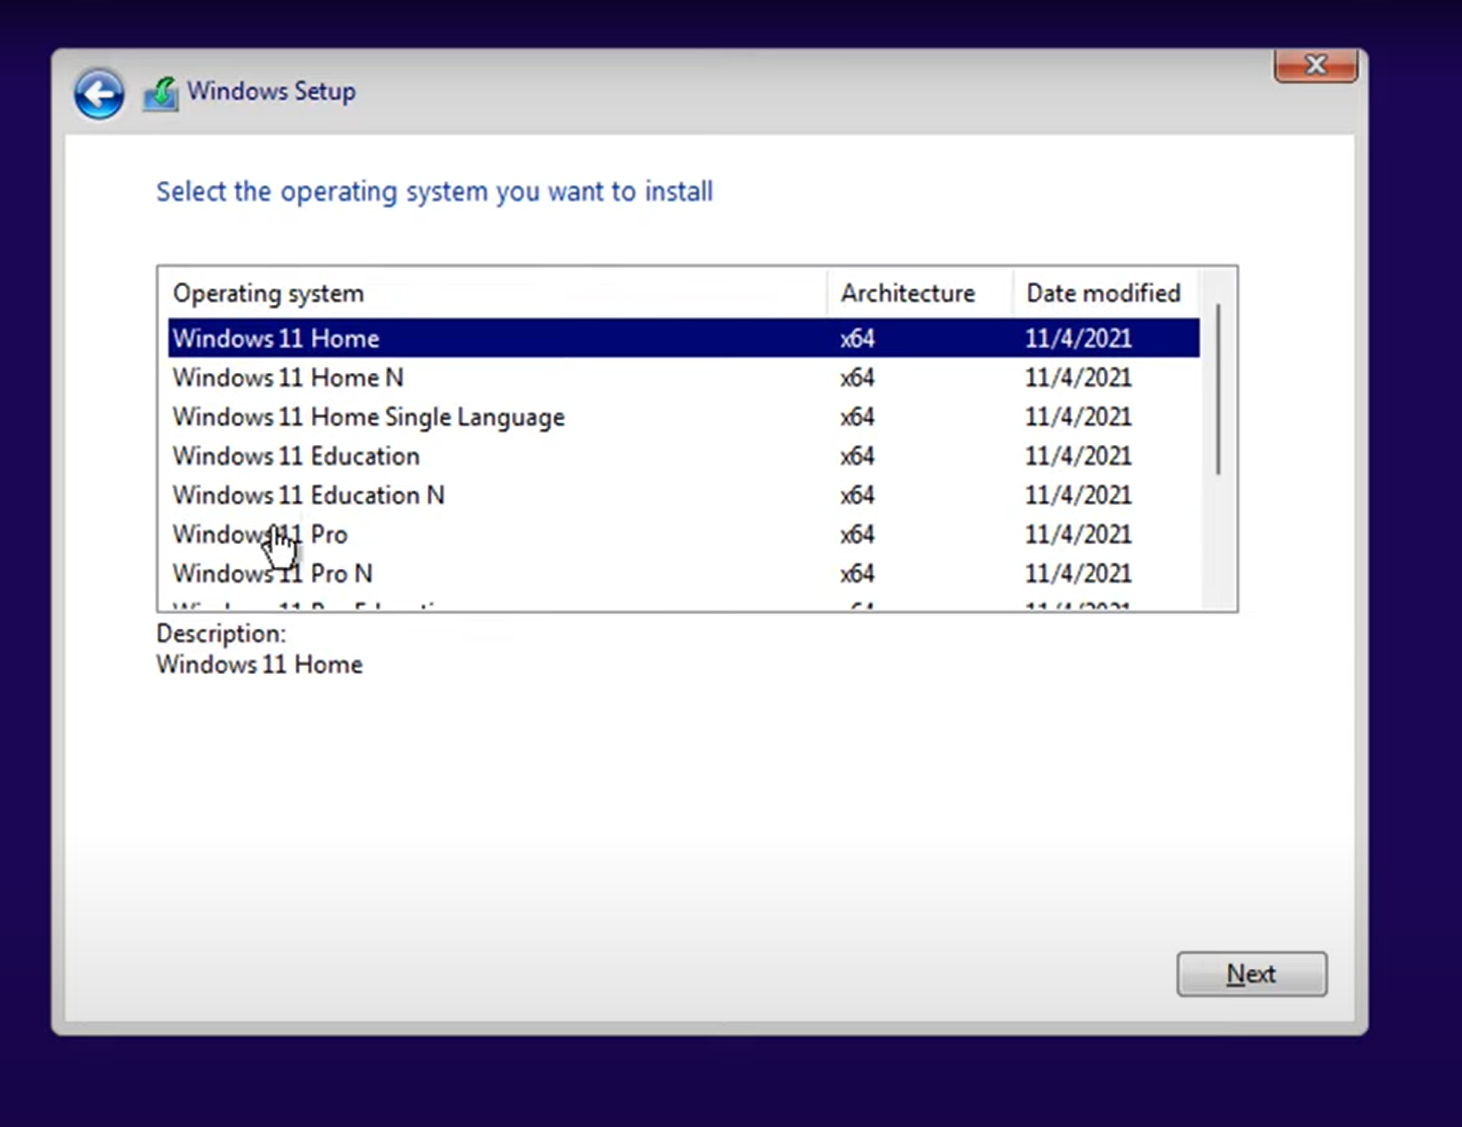 Windows Setup
Select the operating system you want to install
Operating system Architecture Date modified
Windows 11 Home x64 11/4/2021
Windows 11 Home N x64 11/4/2021
Windows 11 Home Single Language x64 11/4/2021
Windows 11 Education x64 11/4/2021
Windows 11 Education N x64 11/4/2021
Windows 11 Pro x64 11/4/2021
Windows 11 Pro N x64 11/4/2021
Description:
Windows 11 Home
Next